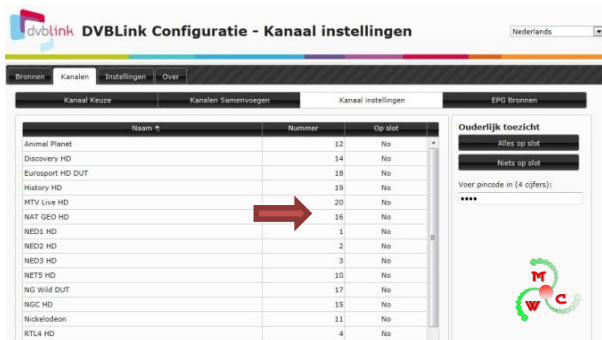 dvblink DVBLink Configuratie - Kanaal instellingen Nederlands
Bronnen Kanalen Instellingen Over
Kanaal Keuze Kanalen Samenvoegen Kanaal instellingen EPG Bronnen
Naam Nummer Op slot
Animal Planet 12 No
Discovery HD 14 No
Eurosport HD DUT 18 No
History HD 19 No
MTV Live HD 20 No
NAT GEO HD 16 No
NED1 HD 1 No
NED2 HD 2 No
NED3 HD 3 No
NET5 HD 10 No
NG Wild DUT 17 No
NGC HD 15 No
Nickelodeon 11 No
RTL4 HD 4 No
Ouderlijk toezicht
Alles op slot
Niets op slot
Voer pincode in (4 cijfers):
••••
M
W C